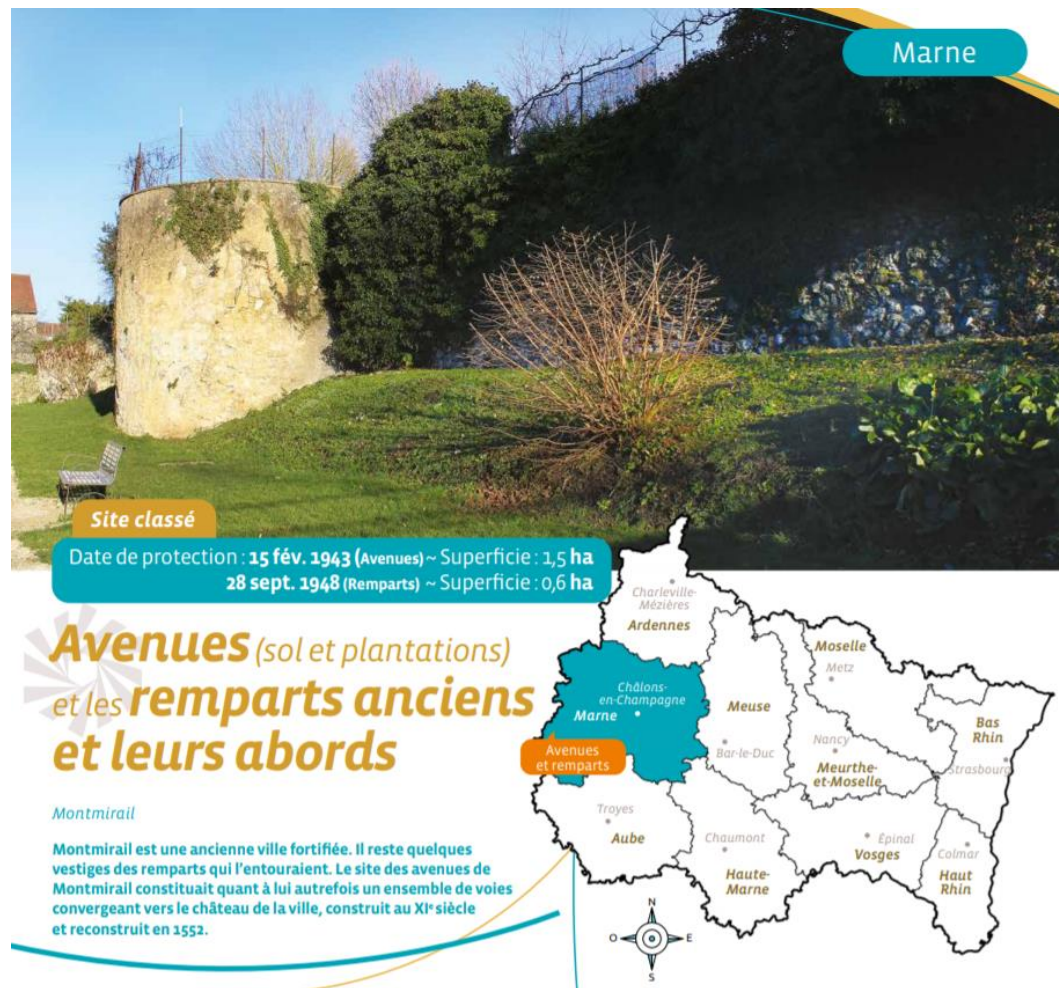 Marne
Site classé
Date de protection : 15 fév. 1943 (Avenues) ~ Superficie : 1,5 ha
28 sept. 1948 (Remparts) ~ Superficie : 0,6 ha
Avenues (sol et plantations)
et les remparts anciens
et leurs abords
Montmirail
Montmirail est une ancienne ville fortifiée. Il reste quelques
vestiges des remparts qui l'entouraient. Le site des avenues de
Montmirail constituait quant à lui autrefois un ensemble de voies
convergeant vers le château de la ville, construit au XIe siècle
et reconstruit en 1552.
Charleville-
Mézières
Ardennes
Moselle
Metz
Châlons-
en-Champagne
Marne
Meuse
Bas
Rhin
Avenues
et remparts
Bar-le-Duc
Nancy
Meurthe-
et-Moselle
Strasbourg
Troyes
Aube
Chaumont
Haute-
Marne
Épinal
Vosges
Colmar
Haut
Rhin
N
O
E
S